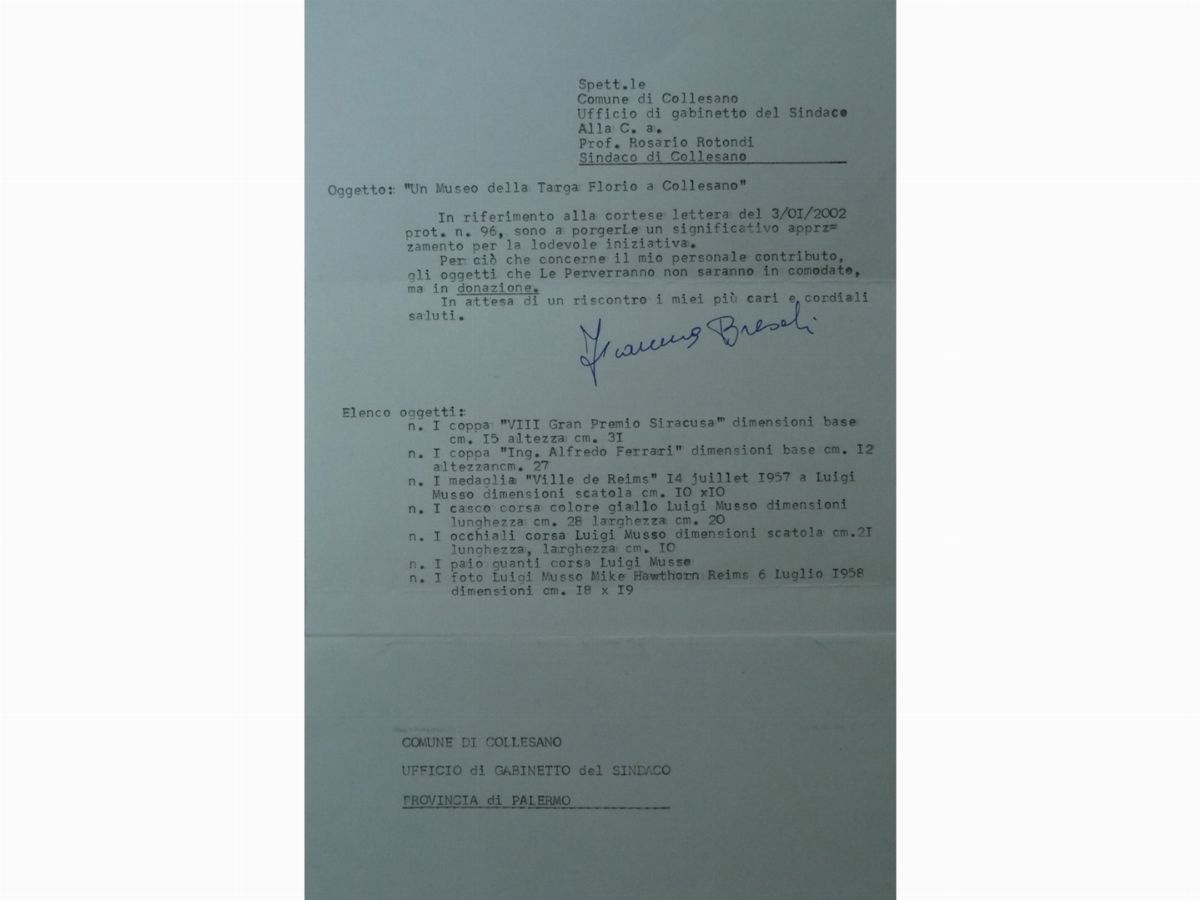 Spett.le
Comune di Collesano
Ufficio di gabinetto del Sindaco
Alla C. a.
Prof. Rosario Rotondi
Sindaco di Collesano
Oggetto: "Un Museo della Targa Florio a Collesano"
In riferimento alla cortese lettera del 3/0I/2002
prot. n. 96, sono a porgerLe un significativo apprz=
zamento per la lodevole iniziativa.
Per ciò che concerne il mio personale contributo,
gli oggetti che Le Perverranno non saranno in comodato,
ma in donazione.
In attesa di un riscontro i miei più cari e cordiali
saluti.
Fiamma Breschi
Elenco oggetti:
n. I coppa "VIII Gran Premio Siracusa" dimensioni base
cm. I5 altezza cm. 3I
n. I coppa "Ing. Alfredo Ferrari" dimensioni base cm. I2
altezzancm. 27
n. I medaglia "Ville de Reims" I4 juillet I957 a Luigi
Musso dimensioni scatola cm. IO xIO
n. I casco corsa colore giallo Luigi Musso dimensioni
lunghezza cm. 28 larghezza cm. 20
n. I occhiali corsa Luigi Musso dimensioni scatola cm.2I
lunghezza, larghezza cm. IO
n. I paio guanti corsa Luigi Musso
n. I foto Luigi Musso Mike Hawthorn Reims 6 Luglio I958
dimensioni cm. I8 x I9
COMUNE DI COLLESANO
UFFICIO di GABINETTO del SINDACO
PROVINCIA di PALERMO